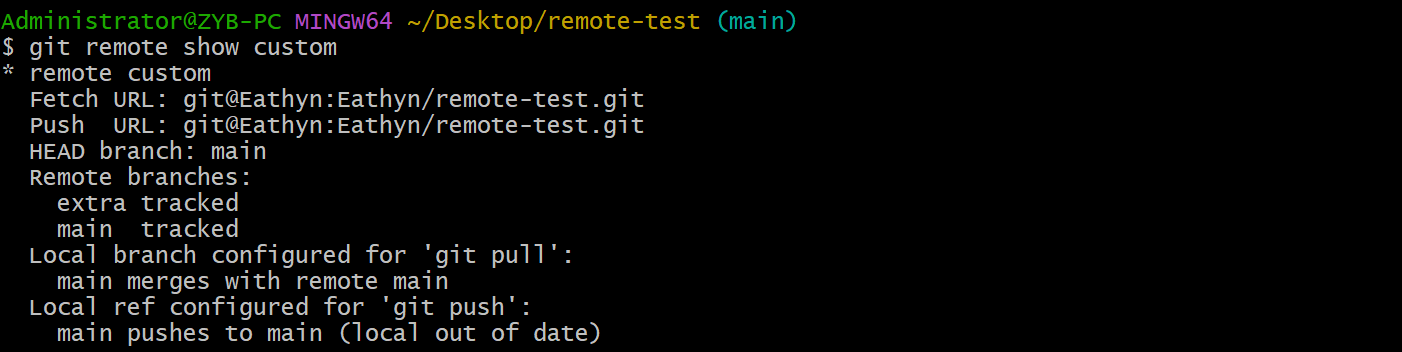 Administrator@ZYB-PC MINGW64 ~/Desktop/remote-test (main)
$ git remote show custom
* remote custom
  Fetch URL: git@Eathyn:Eathyn/remote-test.git
  Push  URL: git@Eathyn:Eathyn/remote-test.git
  HEAD branch: main
  Remote branches:
    extra tracked
    main  tracked
  Local branch configured for 'git pull':
    main merges with remote main
  Local ref configured for 'git push':
    main pushes to main (local out of date)